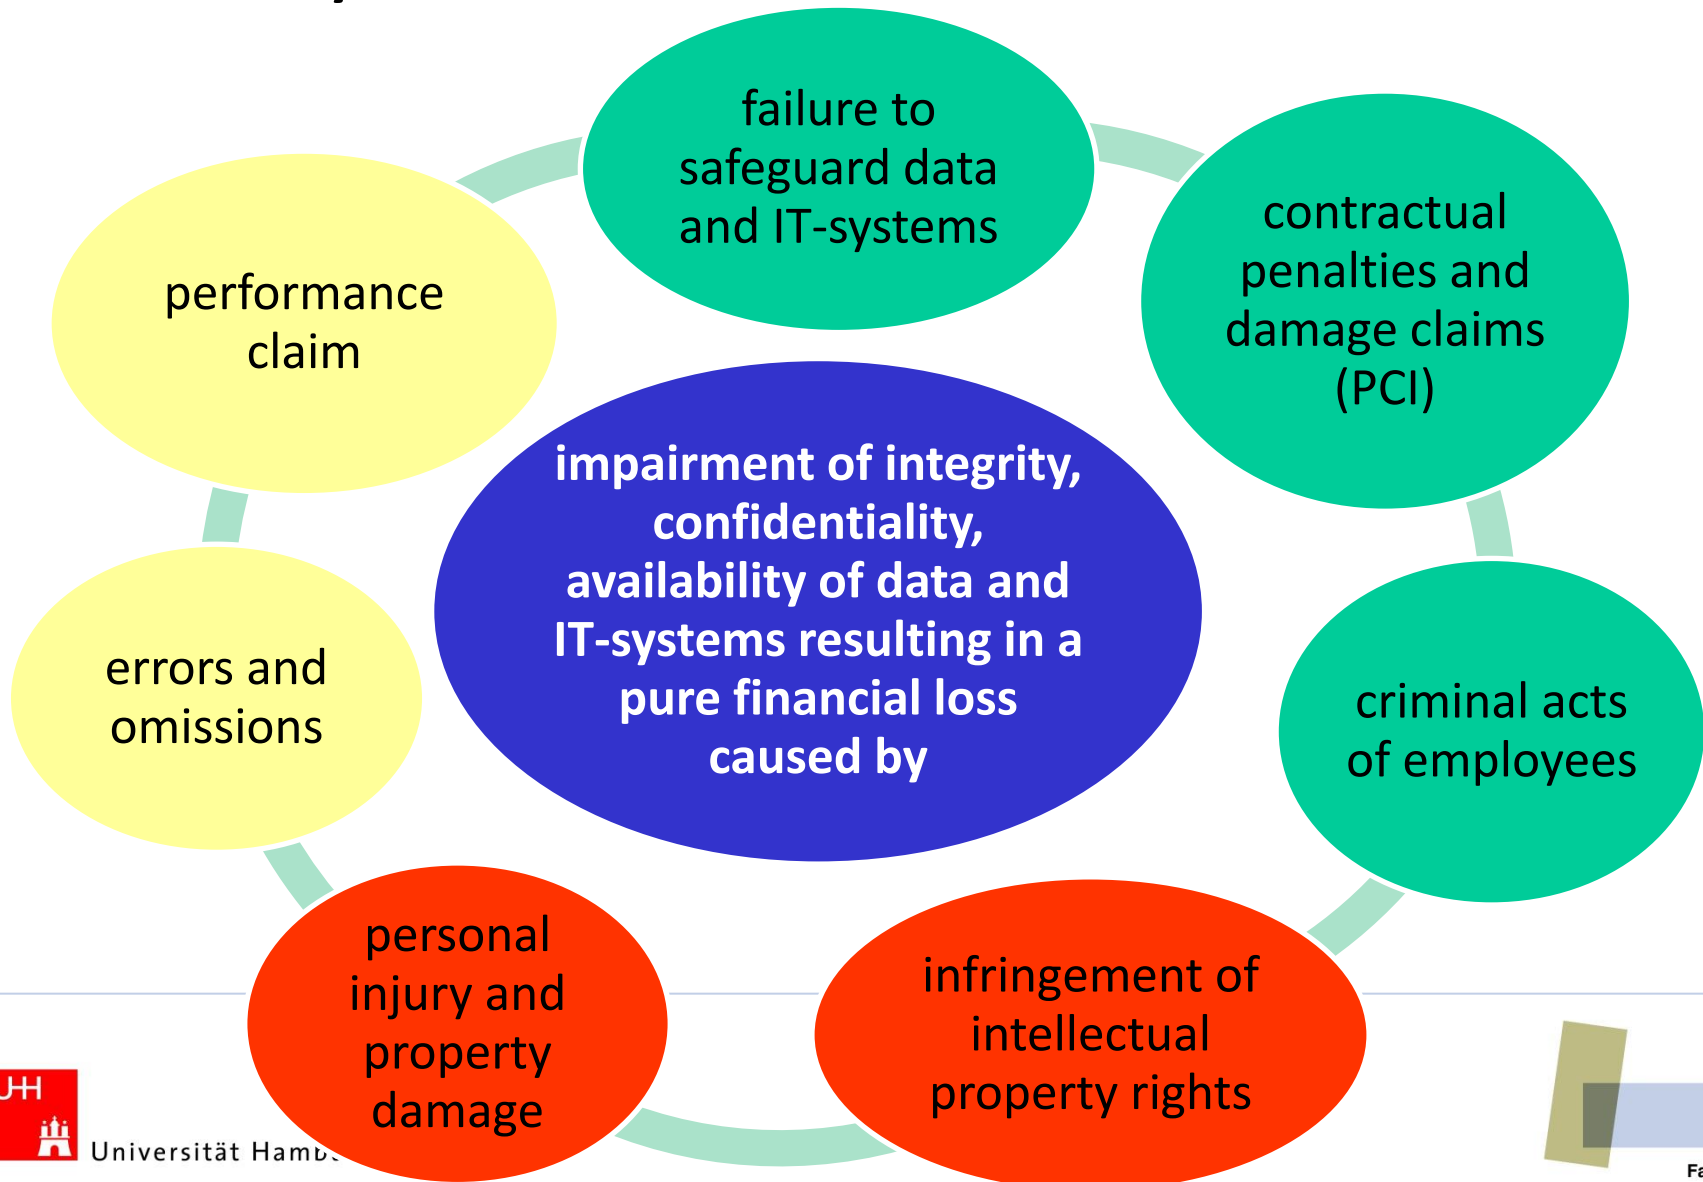 failure to
safeguard data
and IT-systems
contractual
penalties and
damage claims
(PCI)
criminal acts
of employees
infringement of
intellectual
property rights
personal
injury and
property
damage
errors and
omissions
performance
claim
impairment of integrity,
confidentiality,
availability of data and
IT-systems resulting in a
pure financial loss
caused by
Universität